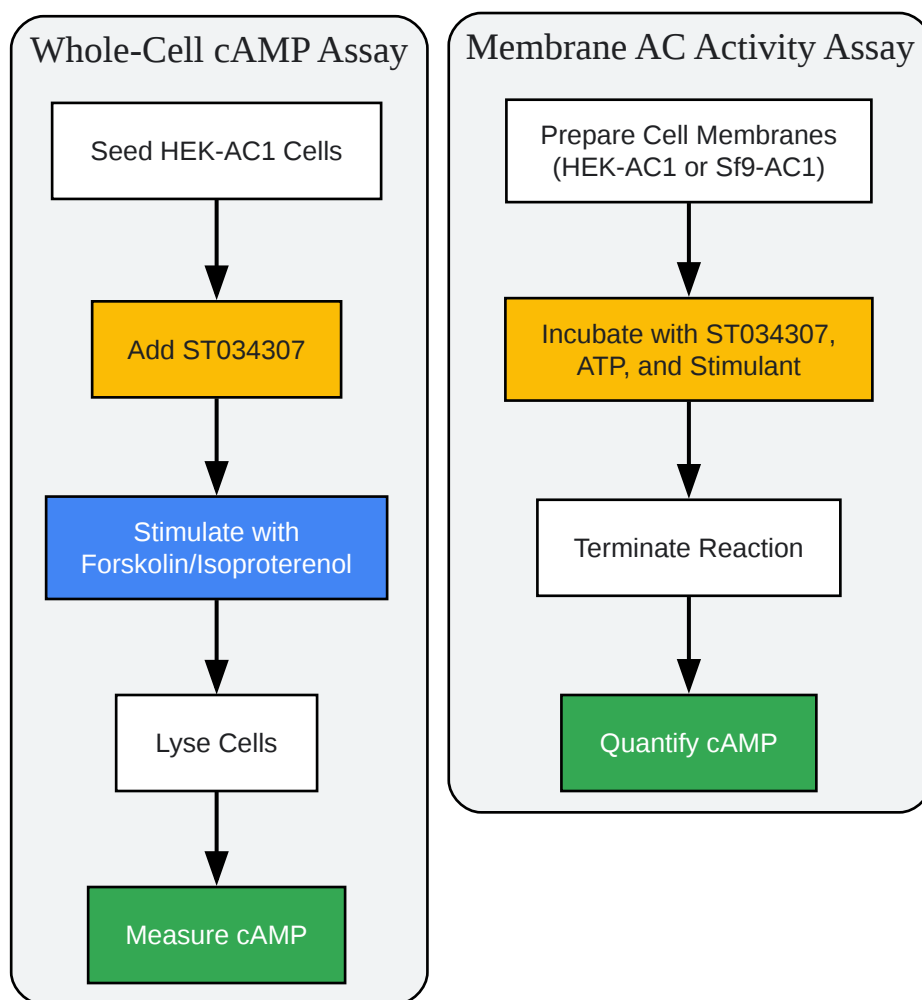 Whole-Cell cAMP Assay
Seed HEK-AC1 Cells
Add ST034307
Stimulate with
Forskolin/Isoproterenol
Lyse Cells
Measure cAMP
Membrane AC Activity Assay
Prepare Cell Membranes
(HEK-AC1 or Sf9-AC1)
Incubate with ST034307,
ATP, and Stimulant
Terminate Reaction
Quantify cAMP